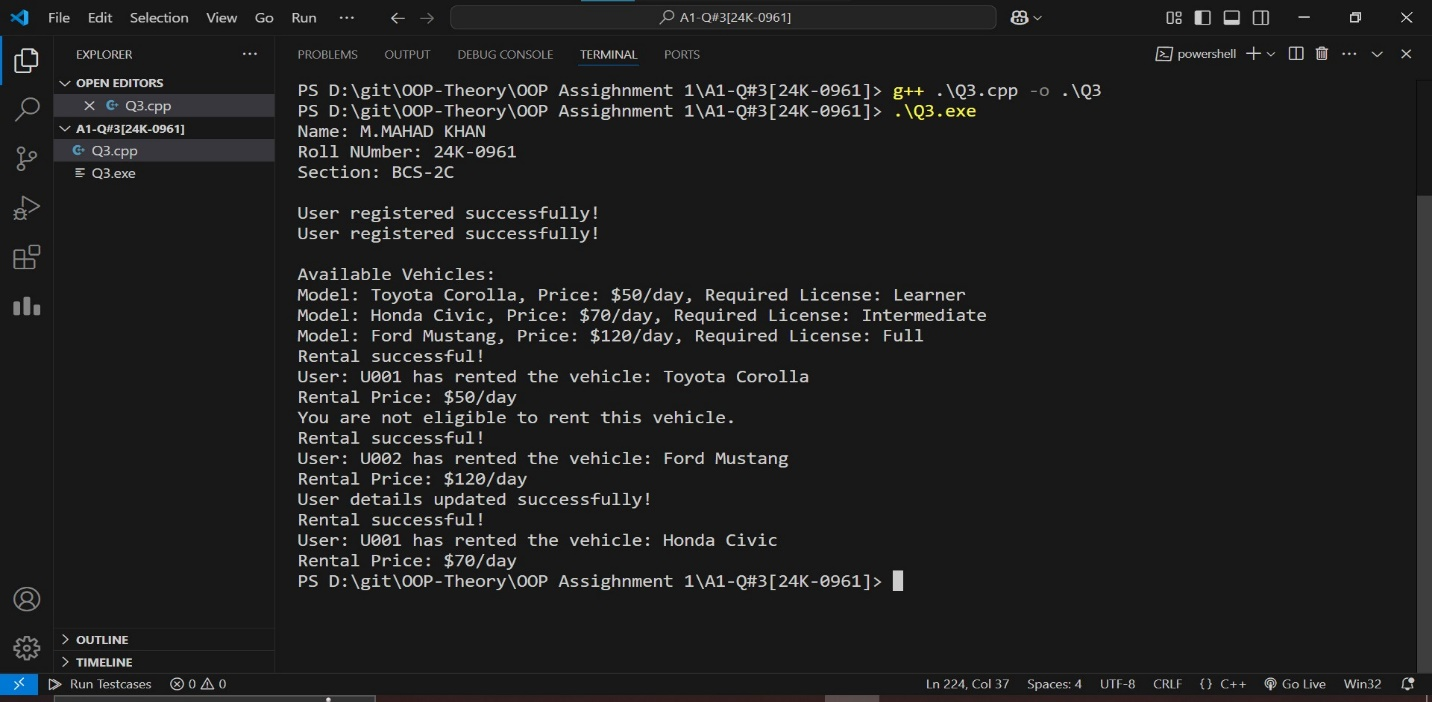 File Edit Selection View Go Run ··· A1-Q#3[24K-0961]
EXPLORER ···
OPEN EDITORS
Q3.cpp
A1-Q#3[24K-0961]
Q3.cpp
Q3.exe
OUTLINE
TIMELINE
PROBLEMS OUTPUT DEBUG CONSOLE TERMINAL PORTS powershell
PS D:\git\OOP-Theory\OOP Assighnment 1\A1-Q#3[24K-0961]> g++ .\Q3.cpp -o .\Q3
PS D:\git\OOP-Theory\OOP Assighnment 1\A1-Q#3[24K-0961]> .\Q3.exe
Name: M.MAHAD KHAN
Roll NUmber: 24K-0961
Section: BCS-2C
User registered successfully!
User registered successfully!
Available Vehicles:
Model: Toyota Corolla, Price: $50/day, Required License: Learner
Model: Honda Civic, Price: $70/day, Required License: Intermediate
Model: Ford Mustang, Price: $120/day, Required License: Full
Rental successful!
User: U001 has rented the vehicle: Toyota Corolla
Rental Price: $50/day
You are not eligible to rent this vehicle.
Rental successful!
User: U002 has rented the vehicle: Ford Mustang
Rental Price: $120/day
User details updated successfully!
Rental successful!
User: U001 has rented the vehicle: Honda Civic
Rental Price: $70/day
PS D:\git\OOP-Theory\OOP Assighnment 1\A1-Q#3[24K-0961]>
Run Testcases 0 0 Ln 224, Col 37 Spaces: 4 UTF-8 CRLF {} C++ Go Live Win32